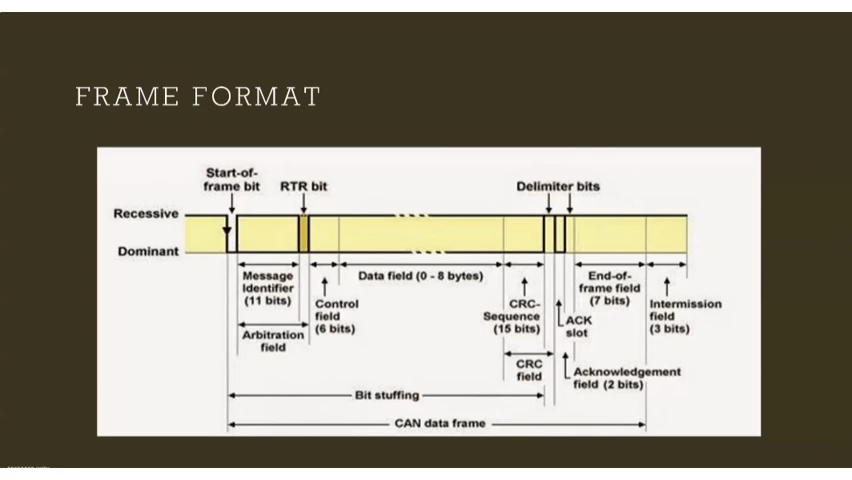 FRAME FORMAT
Start-of-
frame bit
RTR bit
Delimiter bits
Recessive
Dominant
Message
Identifier
(11 bits)
Control
field
(6 bits)
Arbitration
field
Data field (0 - 8 bytes)
CRC-
Sequence
(15 bits)
CRC
field
ACK
slot
Acknowledgement
field (2 bits)
End-of-
frame field
(7 bits)
Intermission
field
(3 bits)
Bit stuffing
CAN data frame